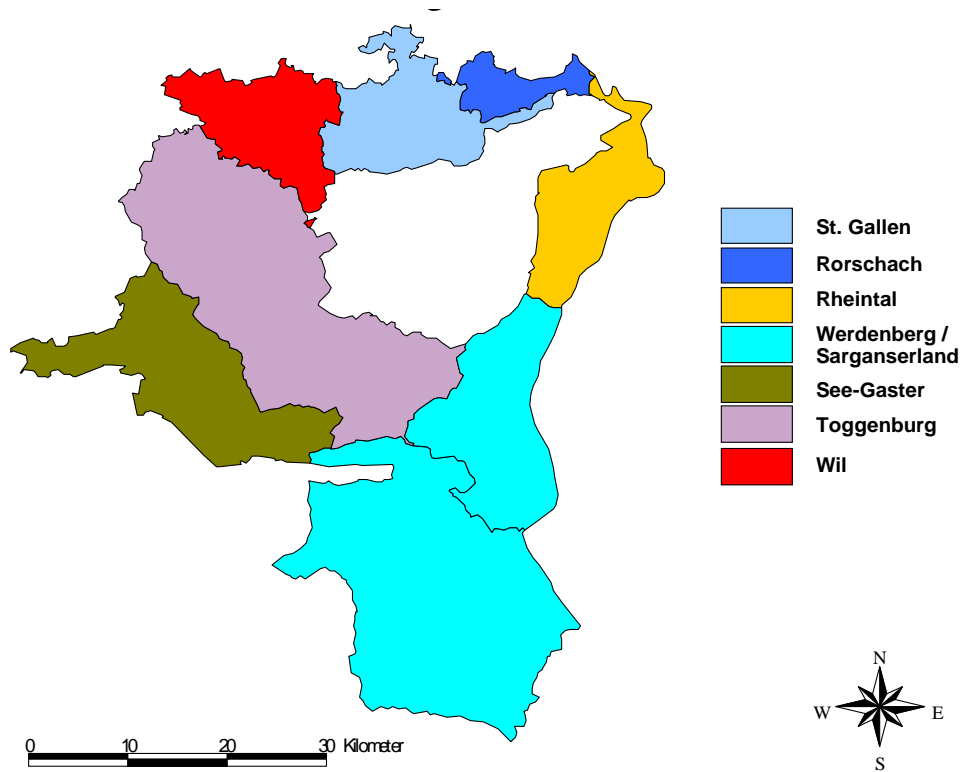 St. Gallen
Rorschach
Rheintal
Werdenberg /
Sarganserland
See-Gaster
Toggenburg
Wil
N
W E
S
0 10 20 30 Kilometer